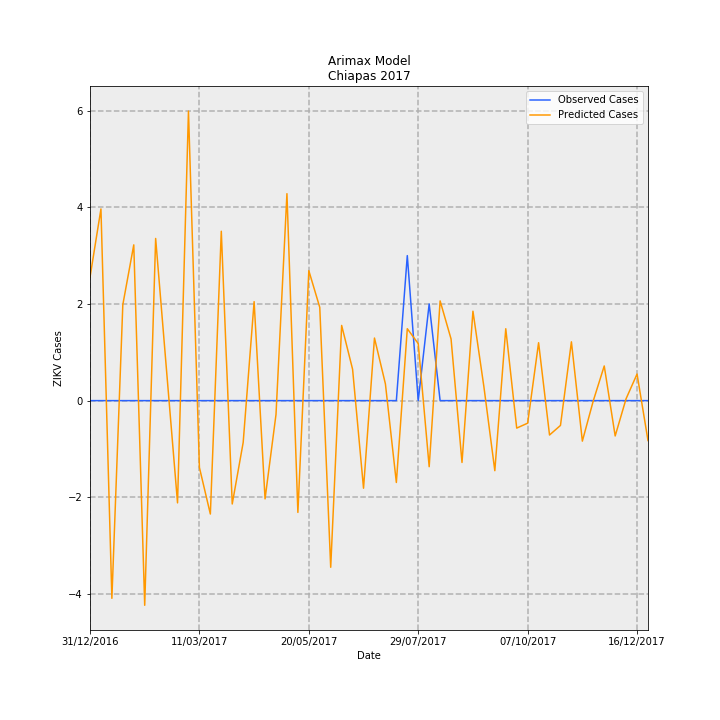 Arimax Model
Chiapas 2017
Observed Cases
Predicted Cases
6
4
2
0
−2
−4
ZIKV Cases
31/12/2016 11/03/2017 20/05/2017 29/07/2017 07/10/2017 16/12/2017
Date